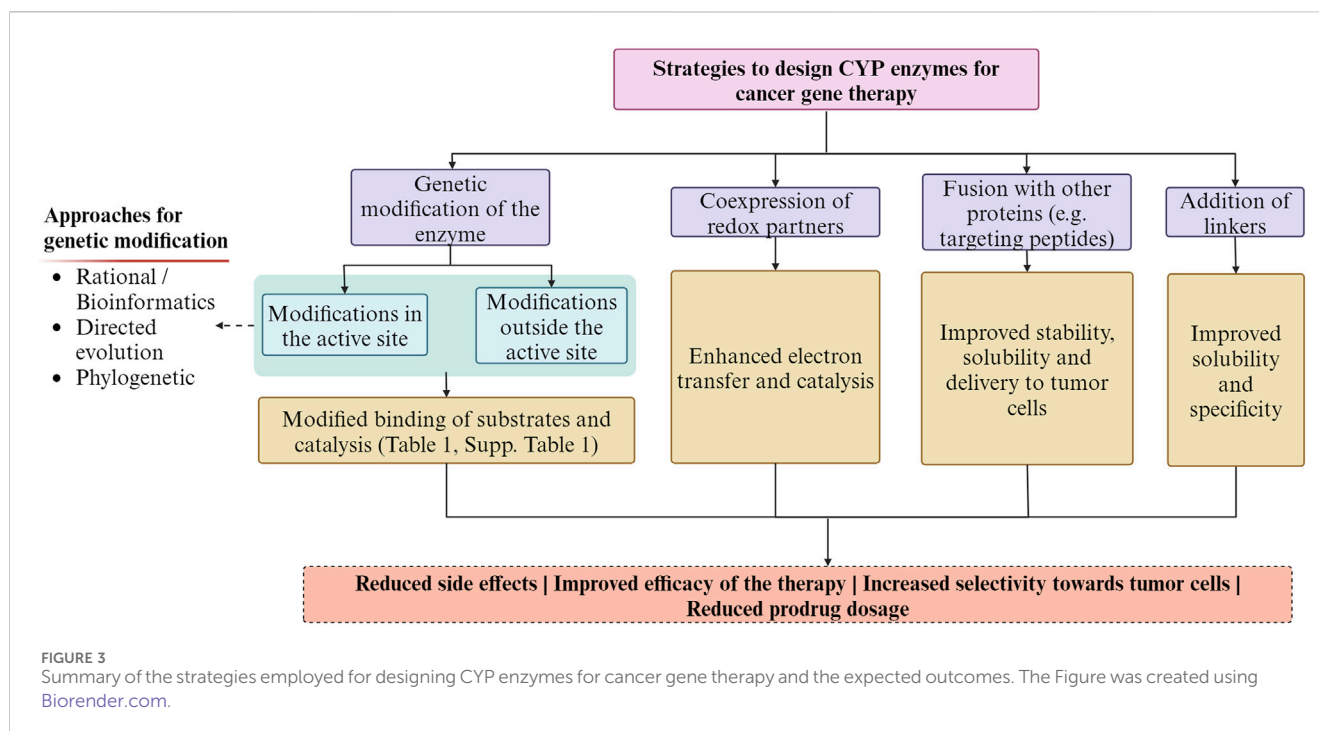 Strategies to design CYP enzymes for
cancer gene therapy
Genetic
modification of the
enzyme
Coexpression of
redox partners
Fusion with other
proteins (e.g.
targeting peptides)
Addition of
linkers
Approaches for
genetic modification
• Rational /
Bioinformatics
• Directed
evolution
• Phylogenetic
Modifications in
the active site
Modifications
outside the
active site
Modified binding of substrates and
catalysis (Table 1, Supp. Table 1)
Enhanced electron
transfer and catalysis
Improved stability,
solubility and
delivery to tumor
cells
Improved
solubility
and
specificity
Reduced side effects | Improved efficacy of the therapy | Increased selectivity towards tumor cells |
Reduced prodrug dosage
FIGURE 3
Summary of the strategies employed for designing CYP enzymes for cancer gene therapy and the expected outcomes. The Figure was created using
Biorender.com.